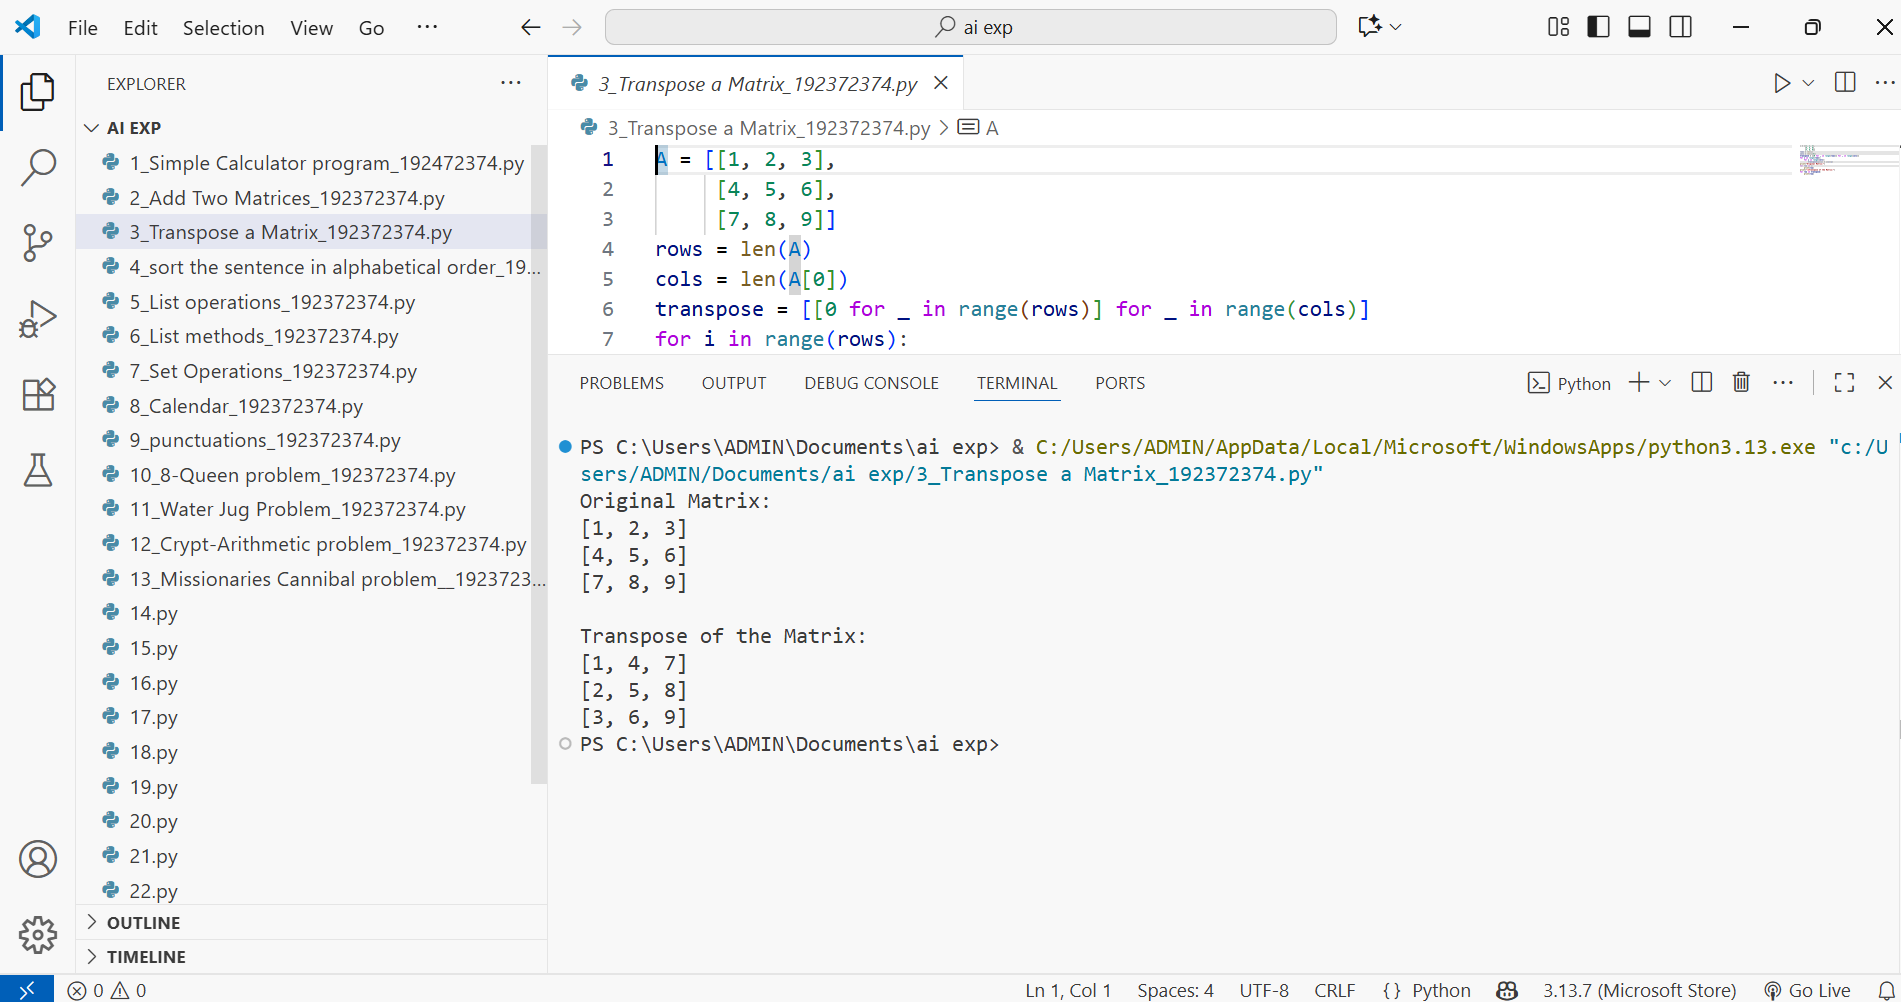 File Edit Selection View Go ···
ai exp
EXPLORER
AI EXP
1_Simple Calculator program_192472374.py
2_Add Two Matrices_192372374.py
3_Transpose a Matrix_192372374.py
4_sort the sentence in alphabetical order_19...
5_List operations_192372374.py
6_List methods_192372374.py
7_Set Operations_192372374.py
8_Calendar_192372374.py
9_punctuations_192372374.py
10_8-Queen problem_192372374.py
11_Water Jug Problem_192372374.py
12_Crypt-Arithmetic problem_192372374.py
13_Missionaries Cannibal problem__1923723...
14.py
15.py
16.py
17.py
18.py
19.py
20.py
21.py
22.py
OUTLINE
TIMELINE
3_Transpose a Matrix_192372374.py
3_Transpose a Matrix_192372374.py > A
1 A = [[1, 2, 3],
2 [4, 5, 6],
3 [7, 8, 9]]
4 rows = len(A)
5 cols = len(A[0])
6 transpose = [[0 for _ in range(rows)] for _ in range(cols)]
7 for i in range(rows):
PROBLEMS OUTPUT DEBUG CONSOLE TERMINAL PORTS
Python
PS C:\Users\ADMIN\Documents\ai exp> & C:/Users/ADMIN/AppData/Local/Microsoft/WindowsApps/python3.13.exe "c:/U
sers/ADMIN/Documents/ai exp/3_Transpose a Matrix_192372374.py"
Original Matrix:
[1, 2, 3]
[4, 5, 6]
[7, 8, 9]
Transpose of the Matrix:
[1, 4, 7]
[2, 5, 8]
[3, 6, 9]
PS C:\Users\ADMIN\Documents\ai exp>
0 0
Ln 1, Col 1 Spaces: 4 UTF-8 CRLF {} Python 3.13.7 (Microsoft Store) Go Live